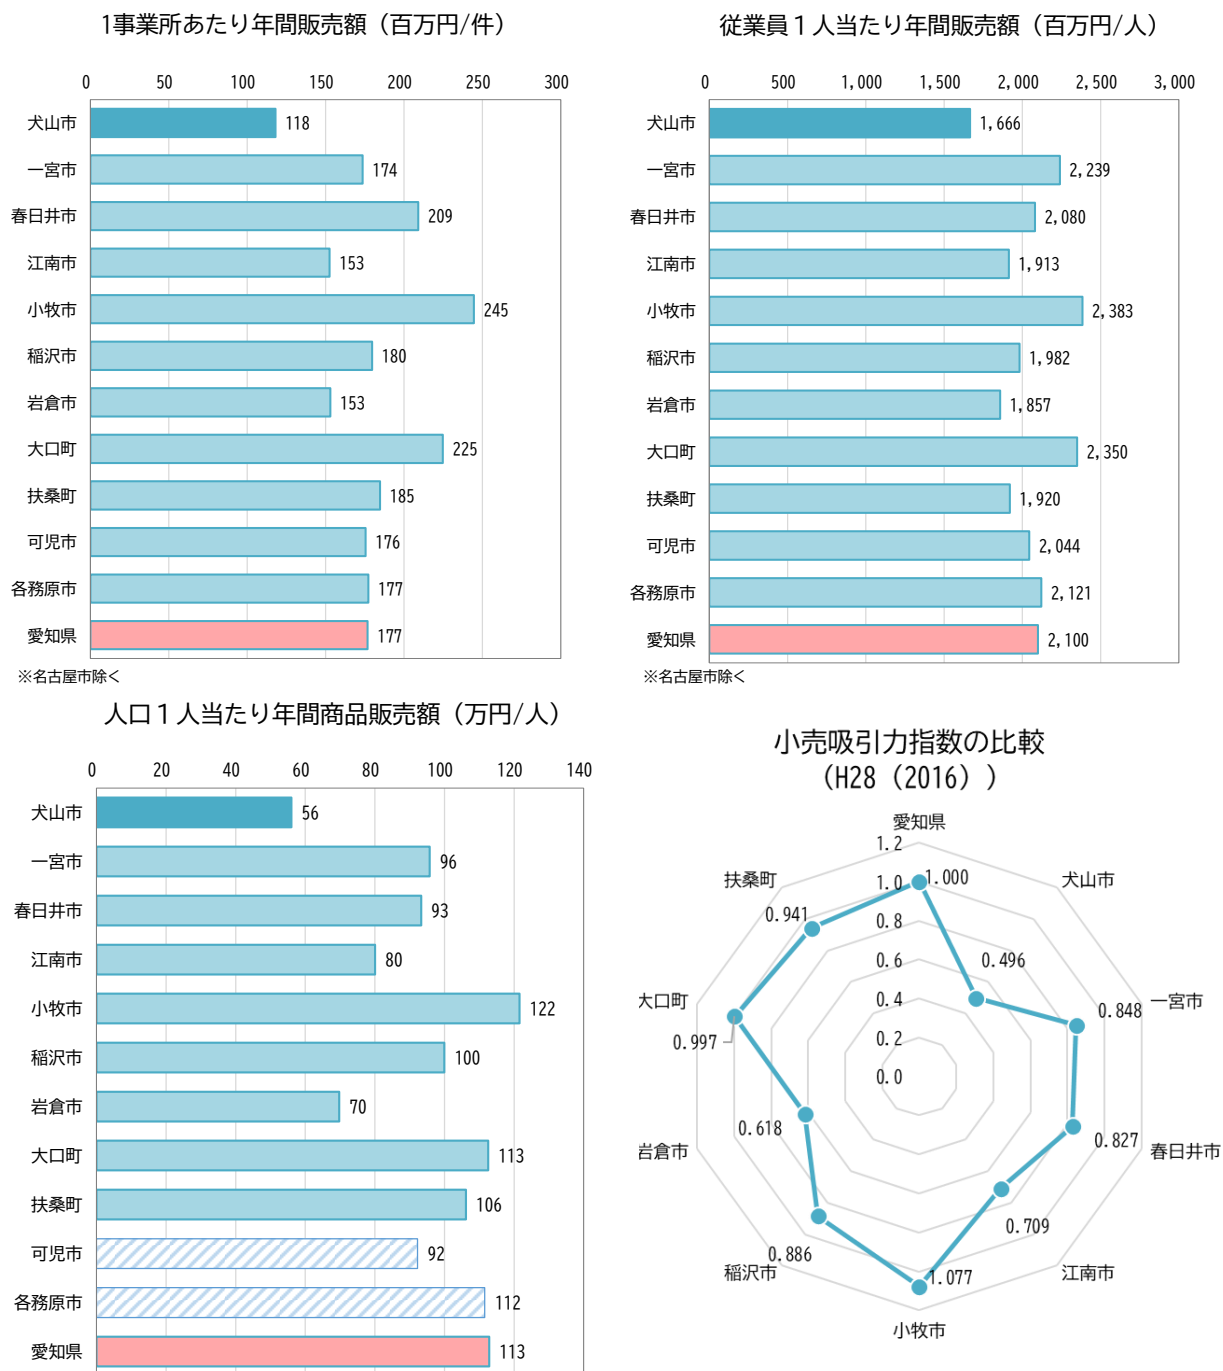 1事業所あたり年間販売額（百万円/件）
0 50 100 150 200 250 300
犬山市 118
一宮市 174
春日井市 209
江南市 153
小牧市 245
稲沢市 180
岩倉市 153
大口町 225
扶桑町 185
可児市 176
各務原市 177
愛知県 177
※名古屋市除く
従業員１人当たり年間販売額（百万円/人）
0 500 1,000 1,500 2,000 2,500 3,000
犬山市 1,666
一宮市 2,239
春日井市 2,080
江南市 1,913
小牧市 2,383
稲沢市 1,982
岩倉市 1,857
大口町 2,350
扶桑町 1,920
可児市 2,044
各務原市 2,121
愛知県 2,100
※名古屋市除く
人口１人当たり年間商品販売額（万円/人）
0 20 40 60 80 100 120 140
犬山市 56
一宮市 96
春日井市 93
江南市 80
小牧市 122
稲沢市 100
岩倉市 70
大口町 113
扶桑町 106
可児市 92
各務原市 112
愛知県 113
小売吸引力指数の比較
（H28（2016））
1.2
1.0
0.8
0.6
0.4
0.2
0.0
愛知県 1.000
犬山市 0.496
一宮市 0.848
春日井市 0.827
江南市 0.709
小牧市 1.077
稲沢市 0.886
岩倉市 0.618
大口町 0.997
扶桑町 0.941